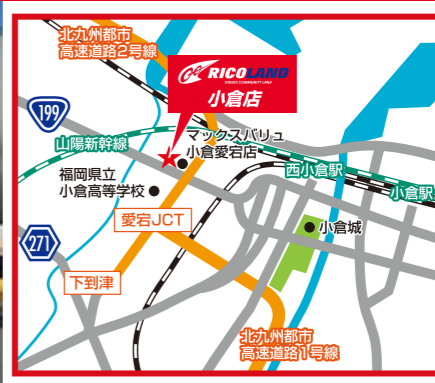 北九州都市
高速道路2号線
RICOLAND
小倉店
199
山陽新幹線
マックスバリュ
小倉愛宕店
福岡県立
小倉高等学校
西小倉駅
小倉駅
愛宕JCT
小倉城
271
下到津
北九州都市
高速道路1号線